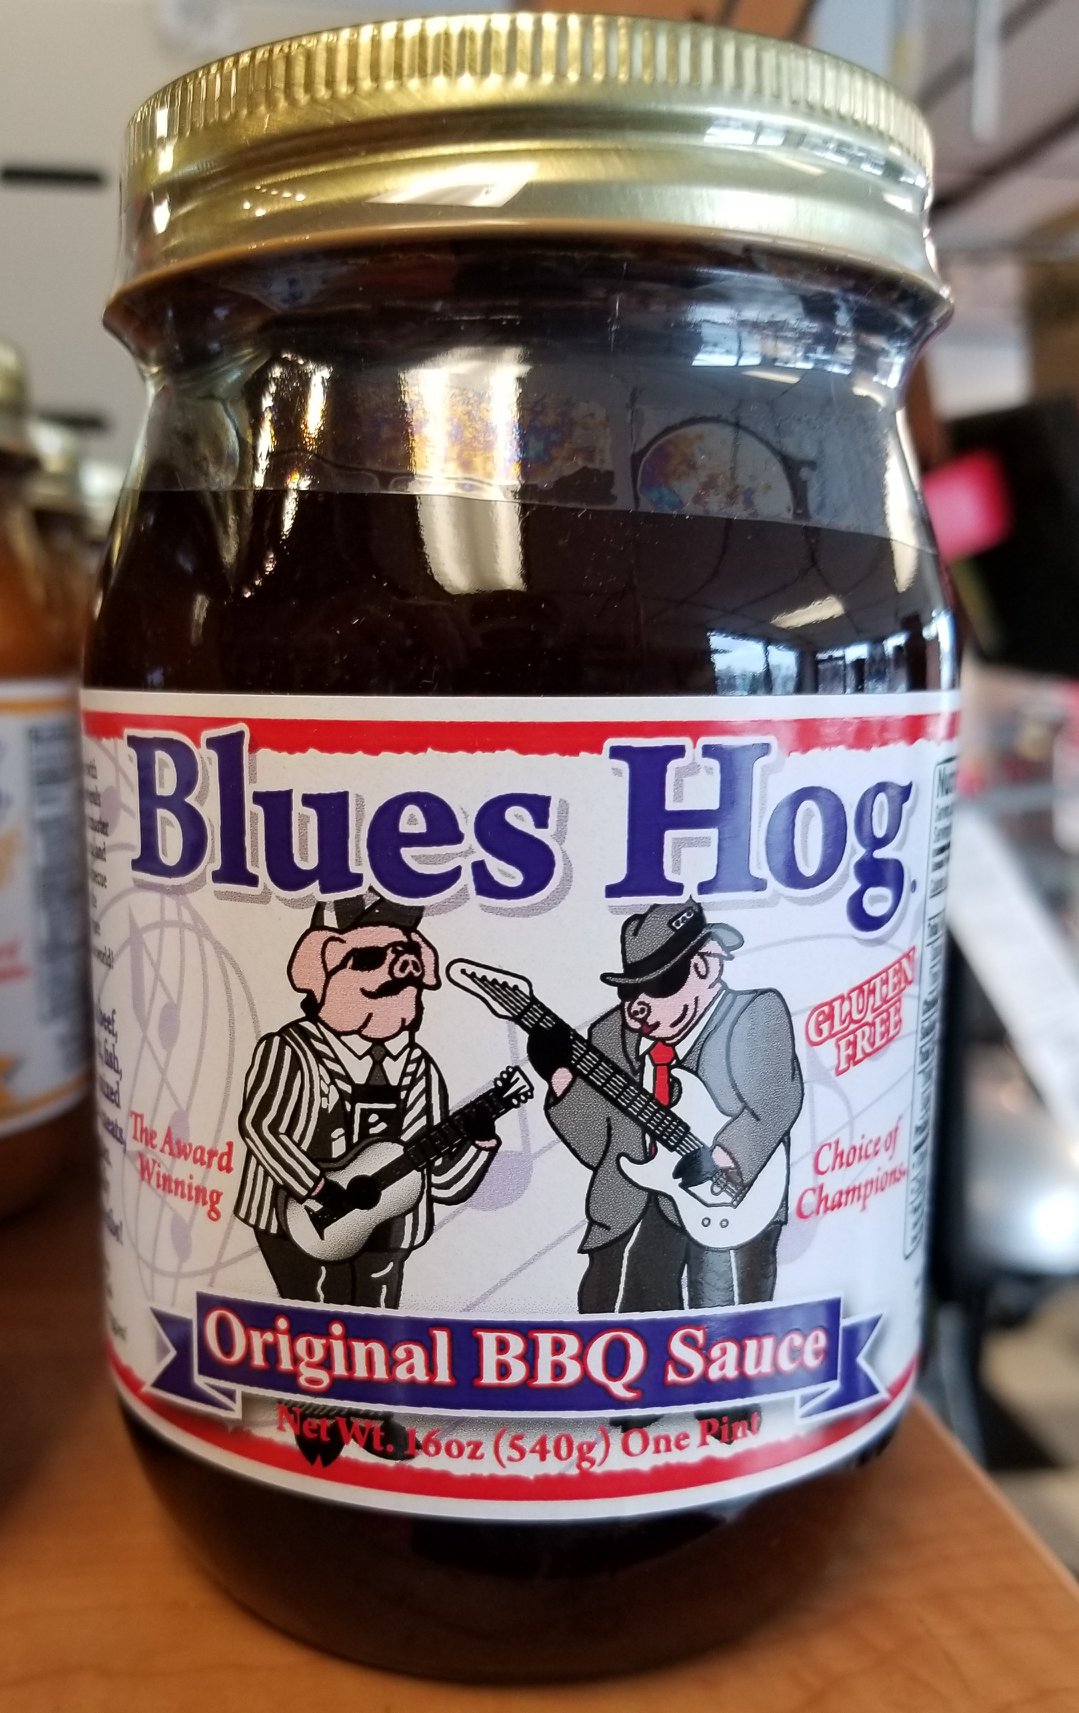 Blues Hog
GLUTEN
FREE
The Award
Winning
Choice of
Champions
Original BBQ Sauce
Net Wt. 16oz (540g) One Pint